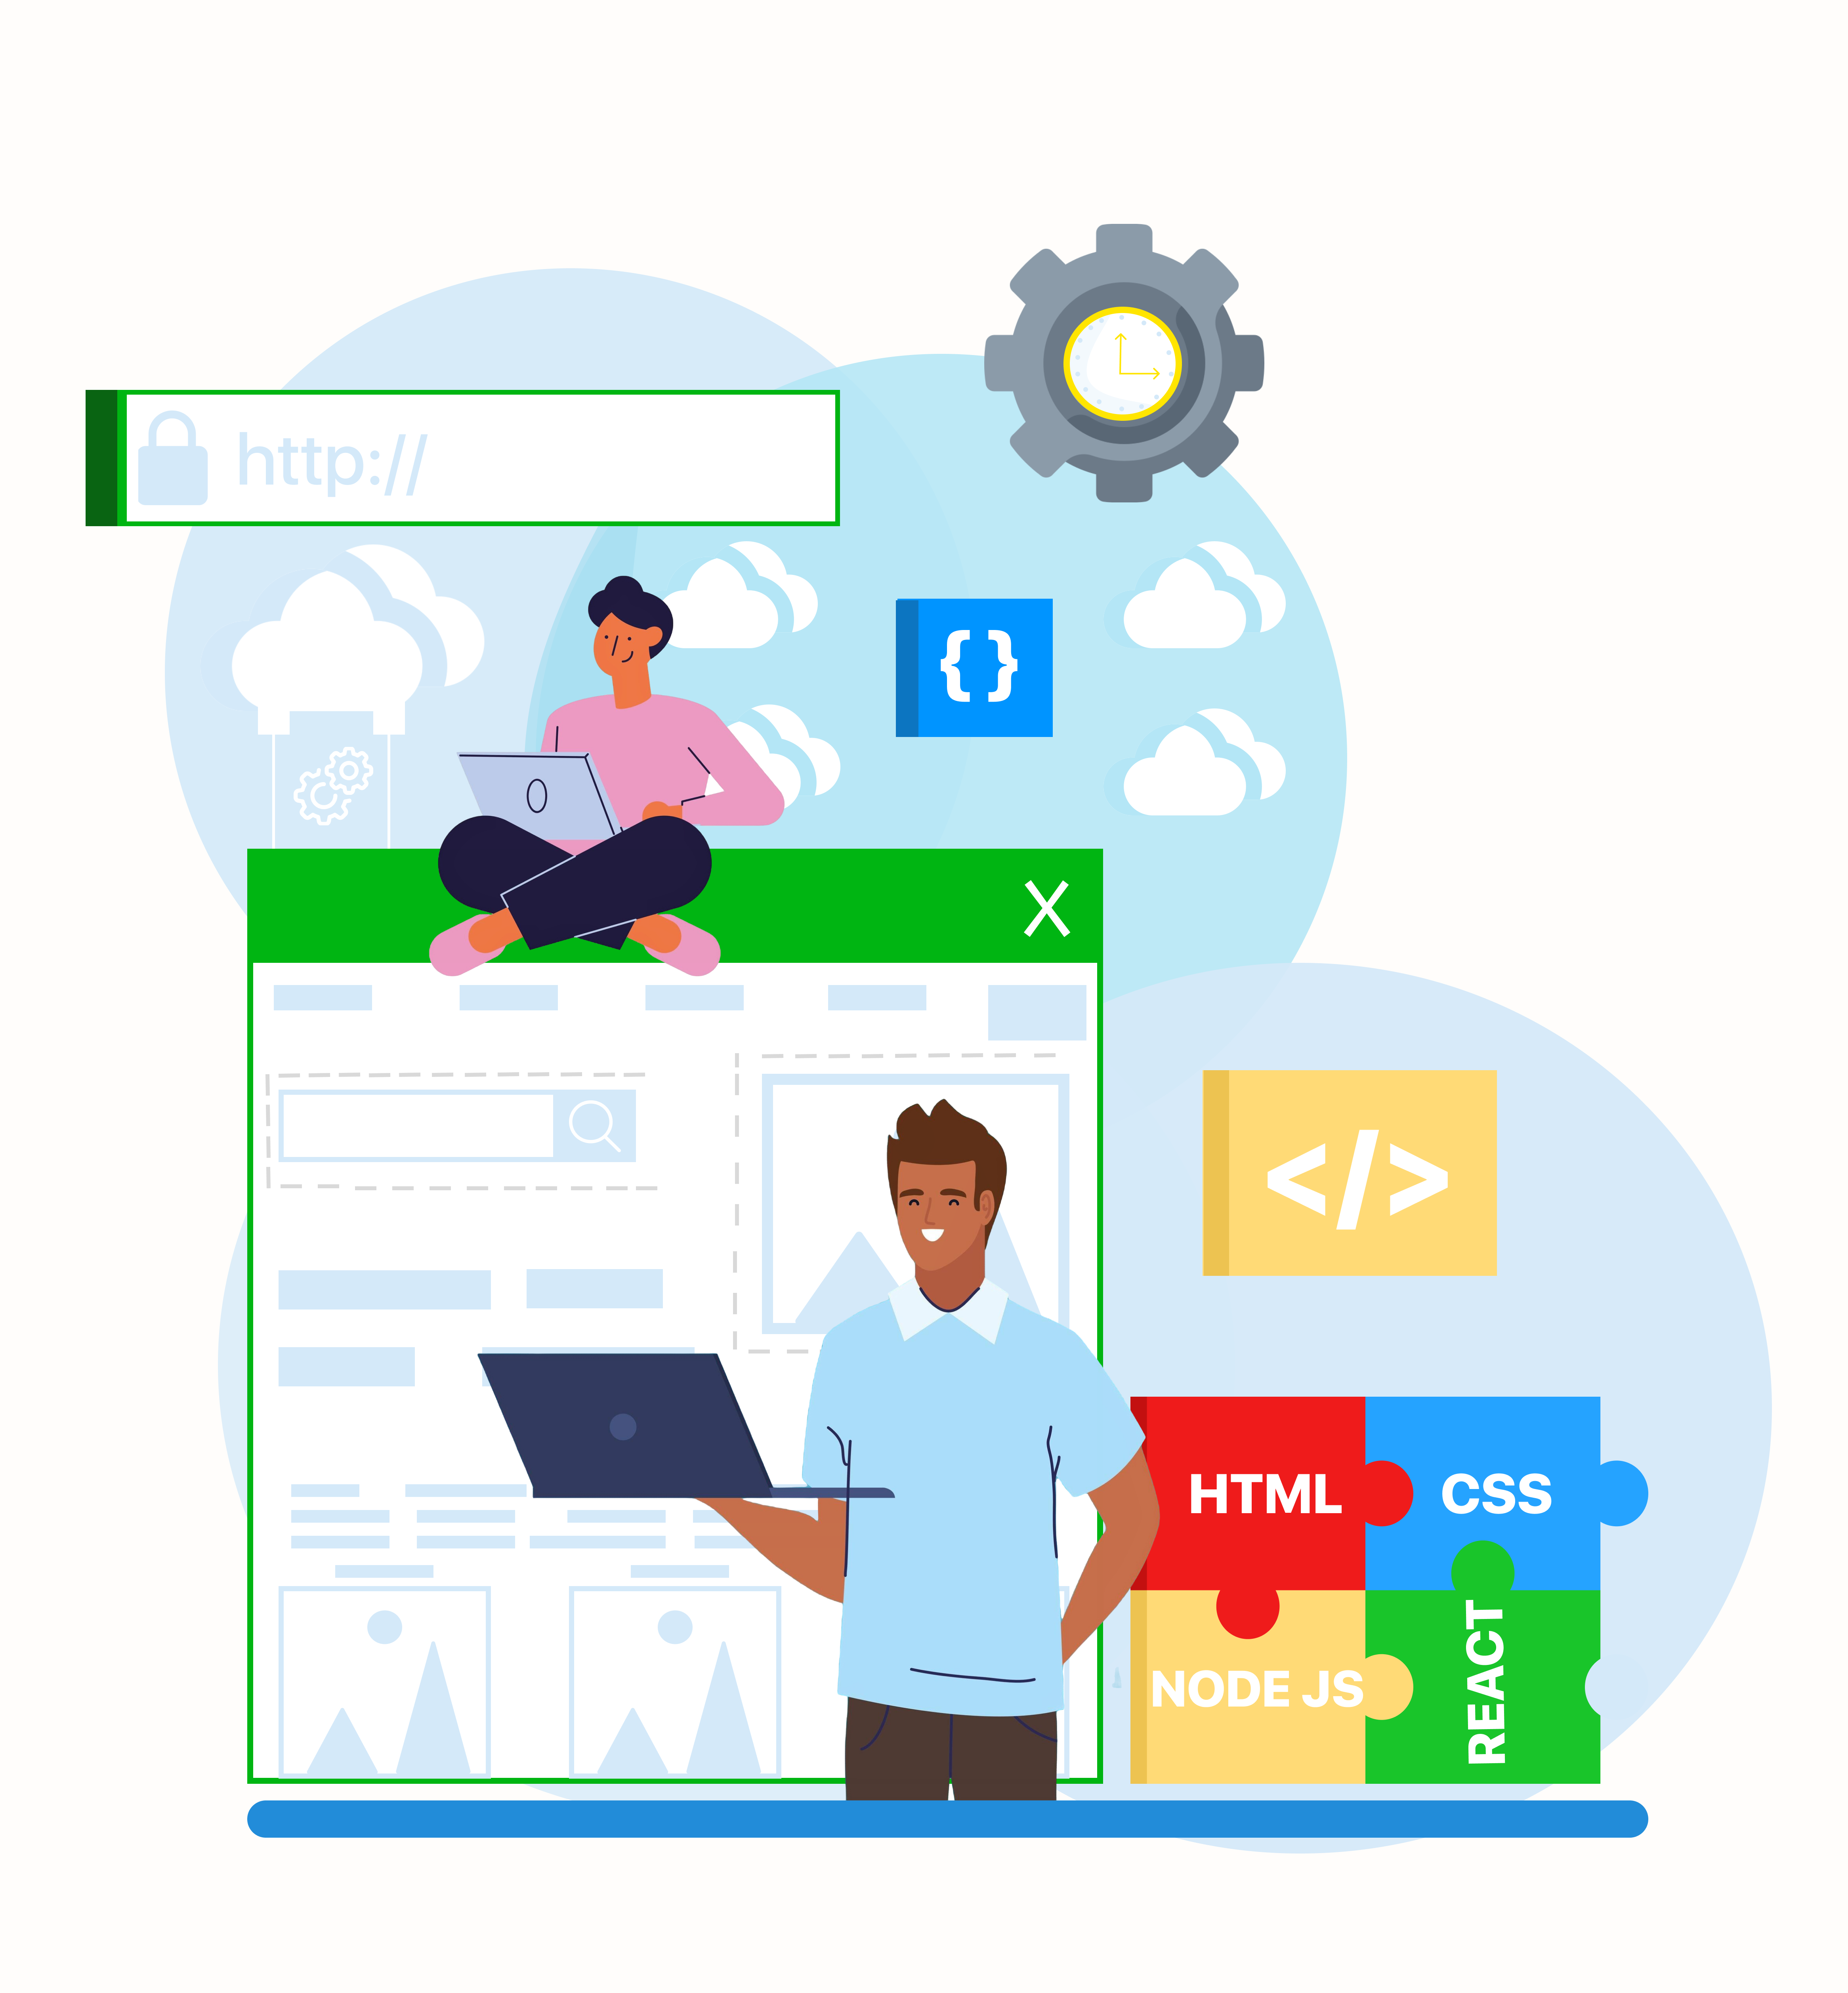 http://
{}
</>
HTML
CSS
NODE JS
REACT